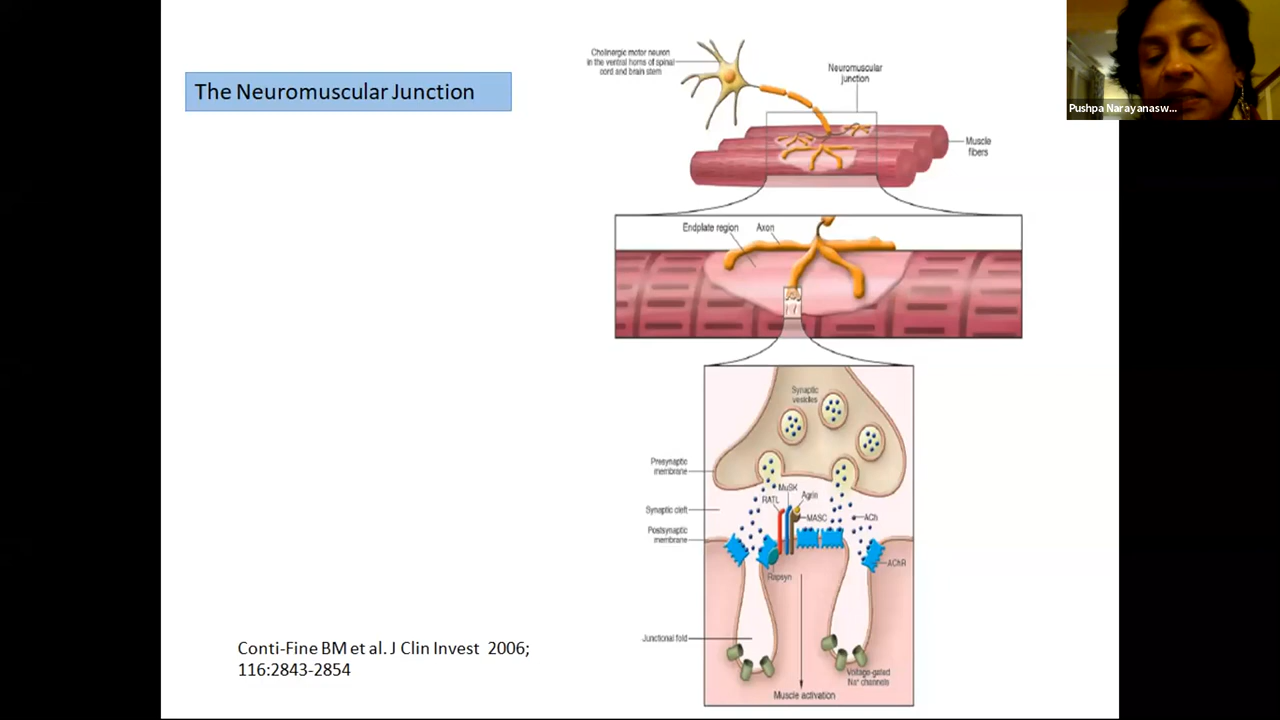 The Neuromuscular Junction
Cholinergic motor neuron
in the ventral horns of spinal
cord and brain stem
Neuromuscular
junction
Muscle
fibers
Pushpa Narayanasw...
Endplate region
Axon
Synaptic
vesicles
Presynaptic
membrane
MuSK
RATL
Agrin
Synaptic cleft
MASC
ACh
Postsynaptic
membrane
AChR
Rapsyn
Junctional fold
Voltage-gated
Na⁺ channels
Muscle activation
Conti-Fine BM et al. J Clin Invest 2006;
116:2843-2854